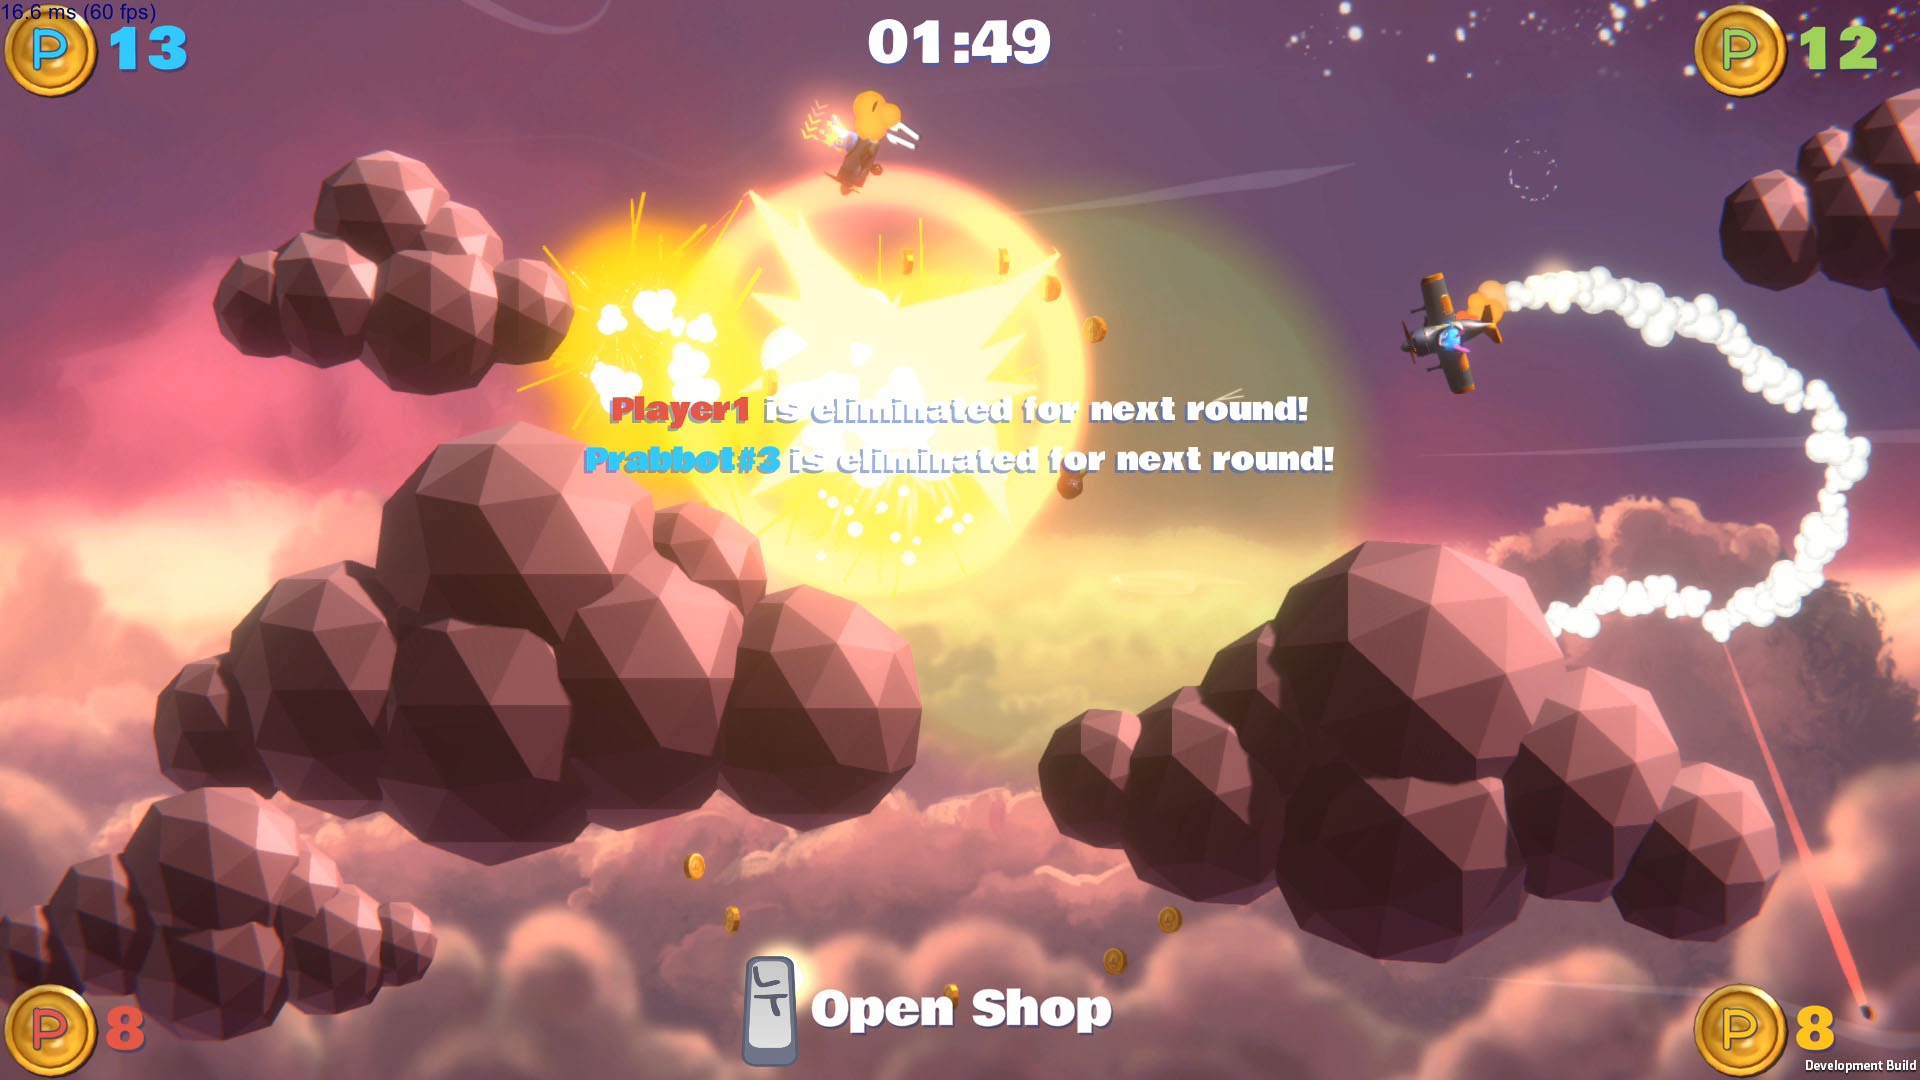 16.6 ms (60 fps)
P 13
01:49
P 12
Player1 is eliminated for next round!
Prabbot#3 is eliminated for next round!
LT
Open Shop
P 8
P 8
Development Build